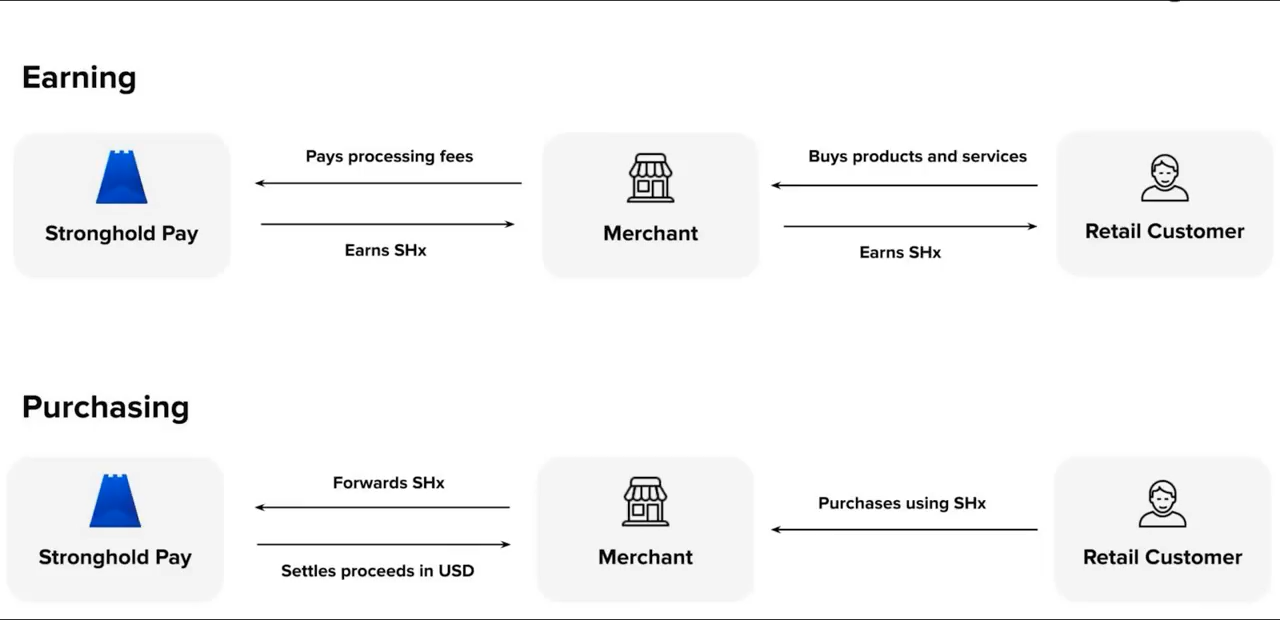 Earning
Pays processing fees
Buys products and services
Stronghold Pay
Merchant
Retail Customer
Earns SHx
Earns SHx
Purchasing
Forwards SHx
Purchases using SHx
Stronghold Pay
Merchant
Retail Customer
Settles proceeds in USD